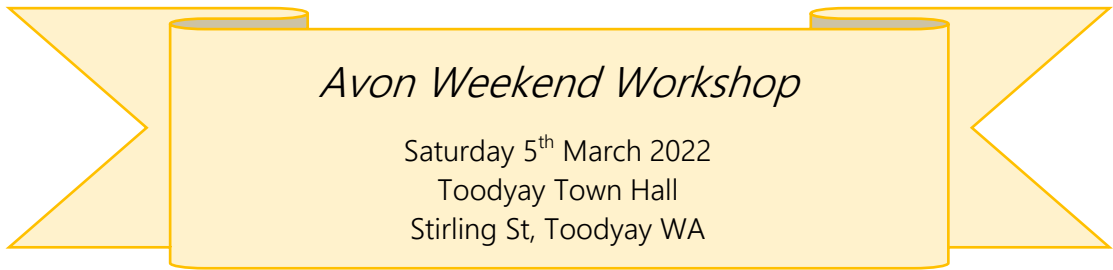 Avon Weekend Workshop
Saturday 5th March 2022
Toodyay Town Hall
Stirling St, Toodyay WA